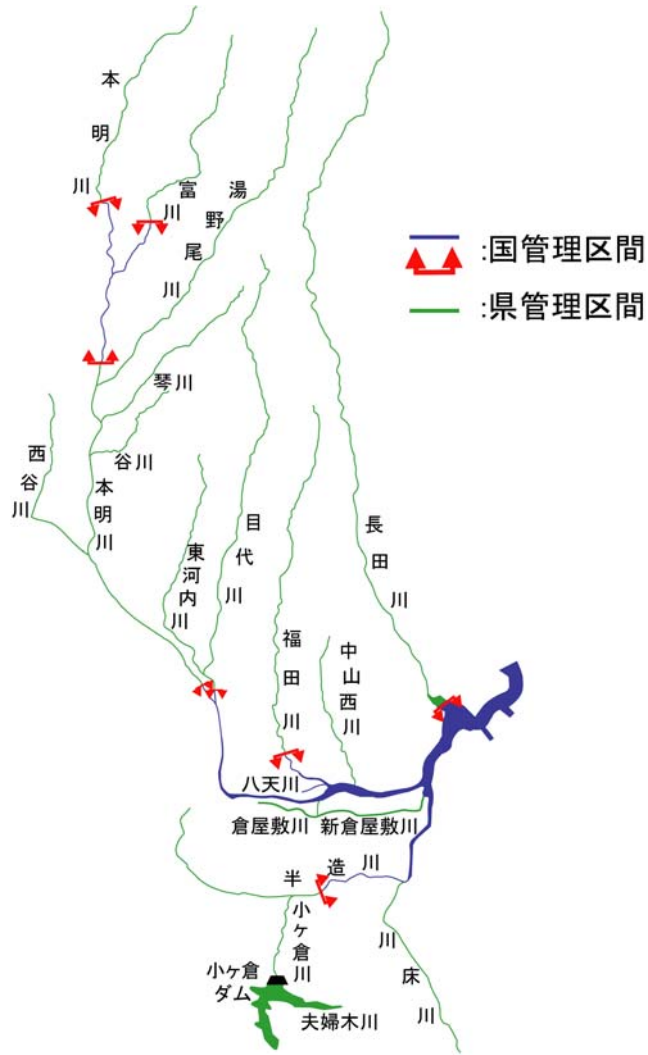 本明川
富川
湯野尾川
:国管理区間
:県管理区間
琴川
谷川
西谷川
本明川
東河内川
目代川
福田川
中山西川
長田川
八天川
倉屋敷川
新倉屋敷川
半造川
小ヶ倉川
小ヶ倉
ダム
夫婦木川
川床川